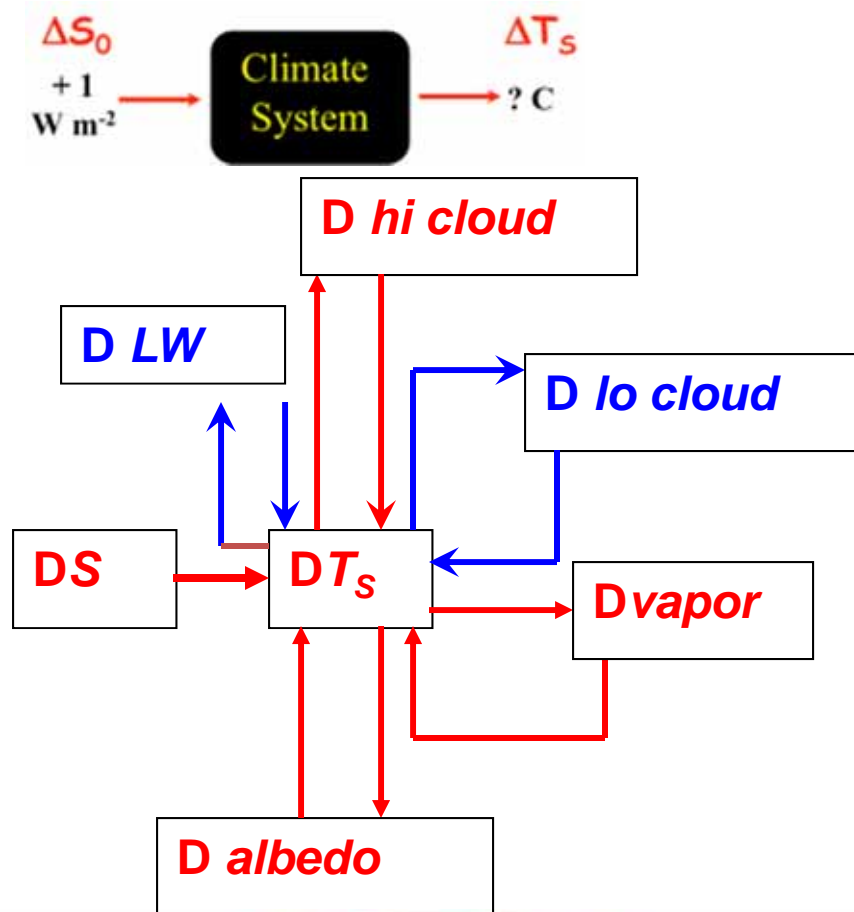 ΔS₀ ΔTₛ
+ 1
W m⁻²
Climate
System
? C
D hi cloud
D LW
D lo cloud
DS
DTₛ
Dvapor
D albedo